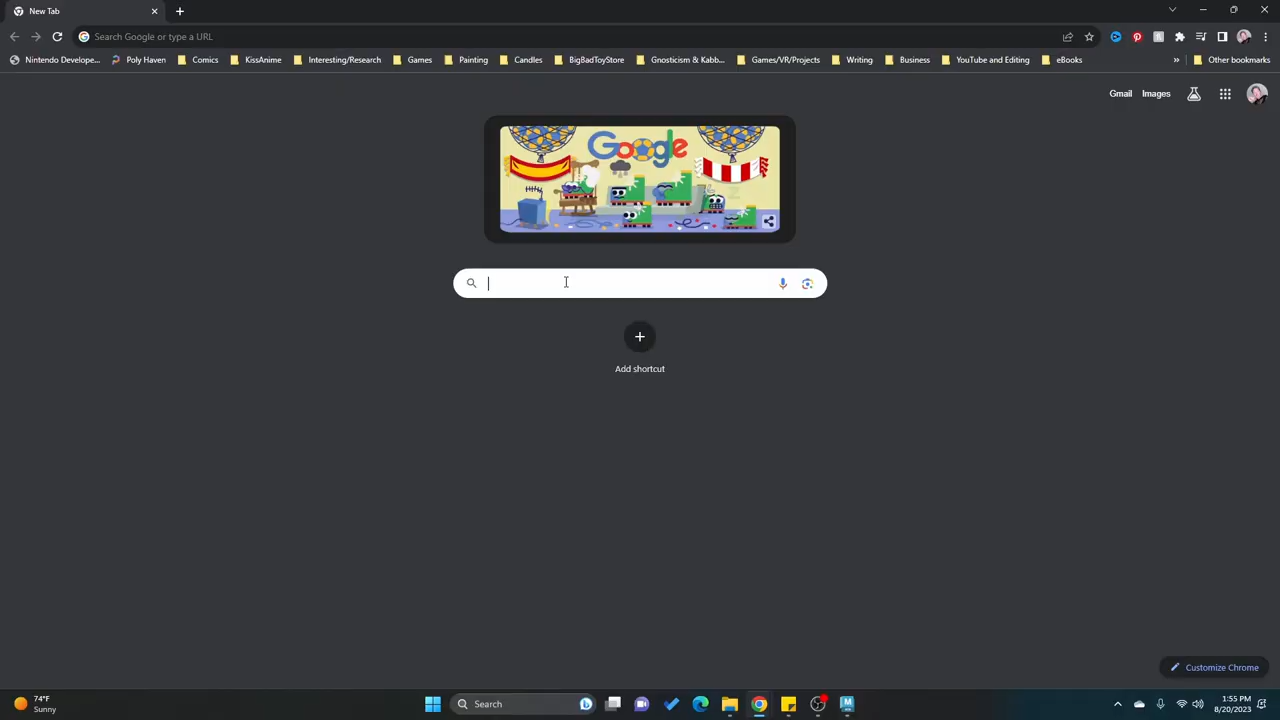 New Tab
Search Google or type a URL
Nintendo Develope... Poly Haven Comics KissAnime Interesting/Research Games Painting Candles BigBadToyStore Gnosticism & Kabb... Games/VR/Projects Writing Business YouTube and Editing eBooks » Other bookmarks
Gmail Images
Google
Add shortcut
Customize Chrome
74°F
Sunny
Search
1:55 PM
8/20/2023